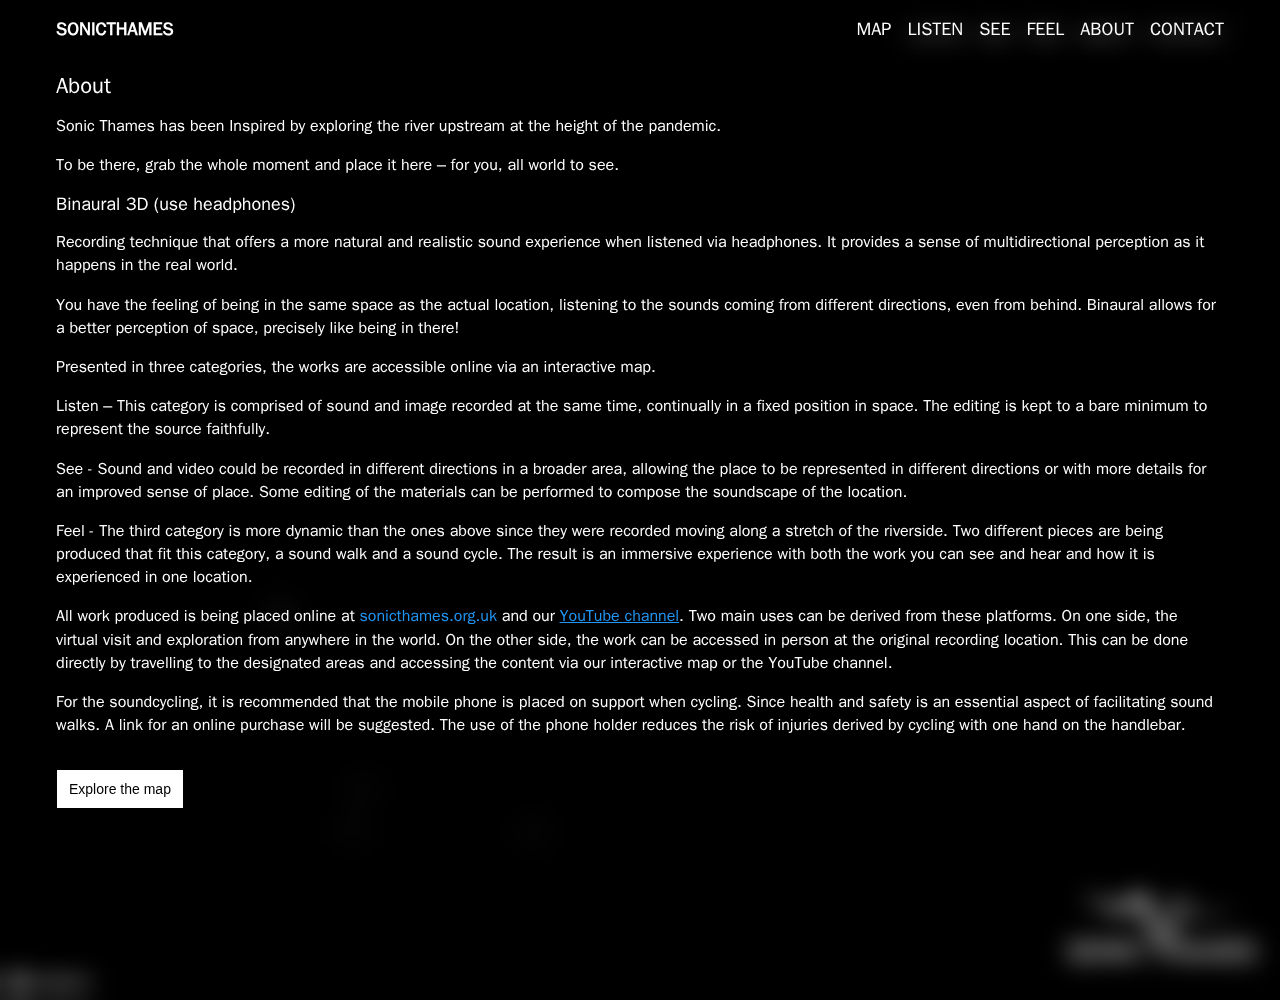 SONICTHAMES
MAP LISTEN SEE FEEL ABOUT CONTACT
About
Sonic Thames has been Inspired by exploring the river upstream at the height of the pandemic.
To be there, grab the whole moment and place it here – for you, all world to see.
Binaural 3D (use headphones)
Recording technique that offers a more natural and realistic sound experience when listened via headphones. It provides a sense of multidirectional perception as it
happens in the real world.
You have the feeling of being in the same space as the actual location, listening to the sounds coming from different directions, even from behind. Binaural allows for
a better perception of space, precisely like being in there!
Presented in three categories, the works are accessible online via an interactive map.
Listen – This category is comprised of sound and image recorded at the same time, continually in a fixed position in space. The editing is kept to a bare minimum to
represent the source faithfully.
See - Sound and video could be recorded in different directions in a broader area, allowing the place to be represented in different directions or with more details for
an improved sense of place. Some editing of the materials can be performed to compose the soundscape of the location.
Feel - The third category is more dynamic than the ones above since they were recorded moving along a stretch of the riverside. Two different pieces are being
produced that fit this category, a sound walk and a sound cycle. The result is an immersive experience with both the work you can see and hear and how it is
experienced in one location.
All work produced is being placed online at sonicthames.org.uk and our YouTube channel. Two main uses can be derived from these platforms. On one side, the
virtual visit and exploration from anywhere in the world. On the other side, the work can be accessed in person at the original recording location. This can be done
directly by travelling to the designated areas and accessing the content via our interactive map or the YouTube channel.
For the soundcycling, it is recommended that the mobile phone is placed on support when cycling. Since health and safety is an essential aspect of facilitating sound
walks. A link for an online purchase will be suggested. The use of the phone holder reduces the risk of injuries derived by cycling with one hand on the handlebar.
Explore the map